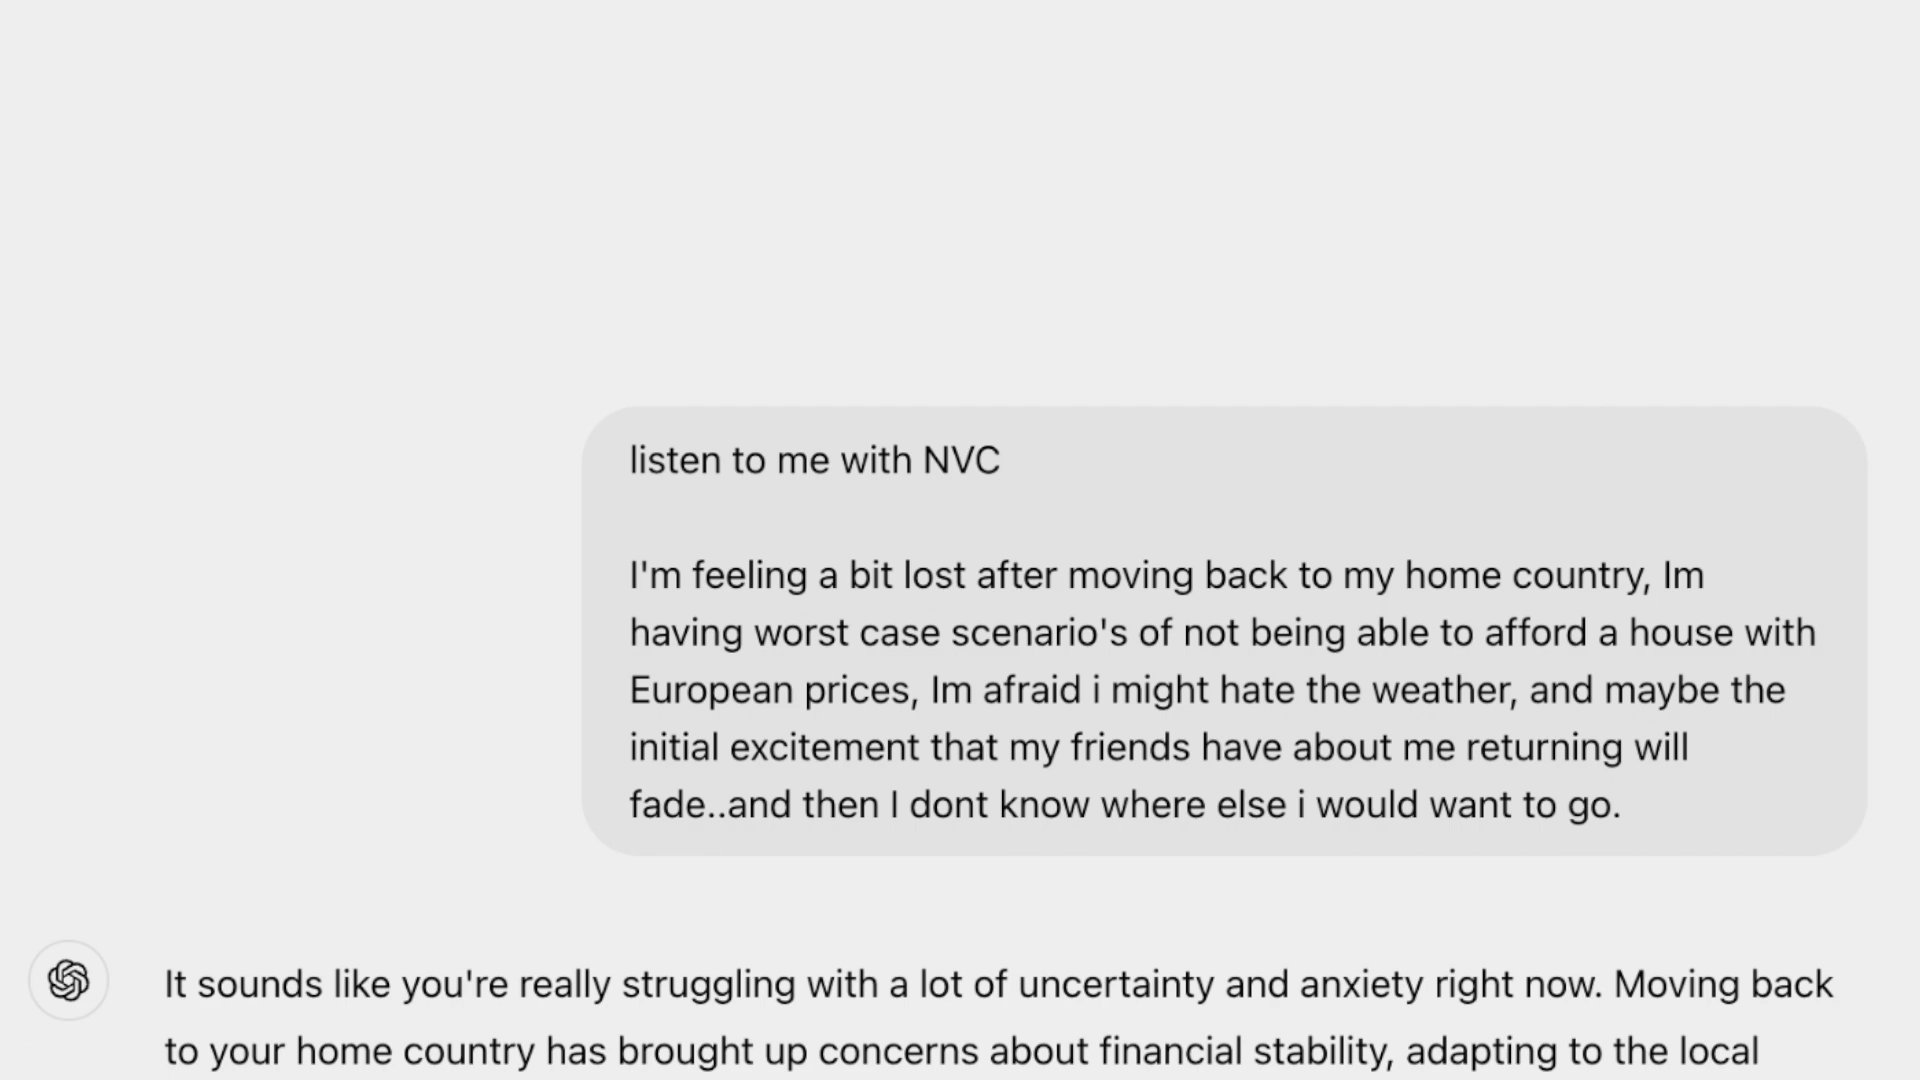 listen to me with NVC
I'm feeling a bit lost after moving back to my home country, Im
having worst case scenario's of not being able to afford a house with
European prices, Im afraid i might hate the weather, and maybe the
initial excitement that my friends have about me returning will
fade..and then I dont know where else i would want to go.
It sounds like you're really struggling with a lot of uncertainty and anxiety right now. Moving back
to your home country has brought up concerns about financial stability, adapting to the local